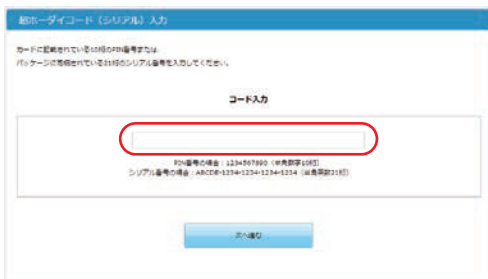 超ホーダイコード（シリアル）入力
カードに記載されている10桁のPIN番号または
パッケージに同梱されている21桁のシリアル番号を入力してください。
コード入力
PIN番号の場合：1234567890（半角数字10桁）
シリアル番号の場合：ABCDE-1234-1234-1234-1234（半角英数21桁）
次へ進む